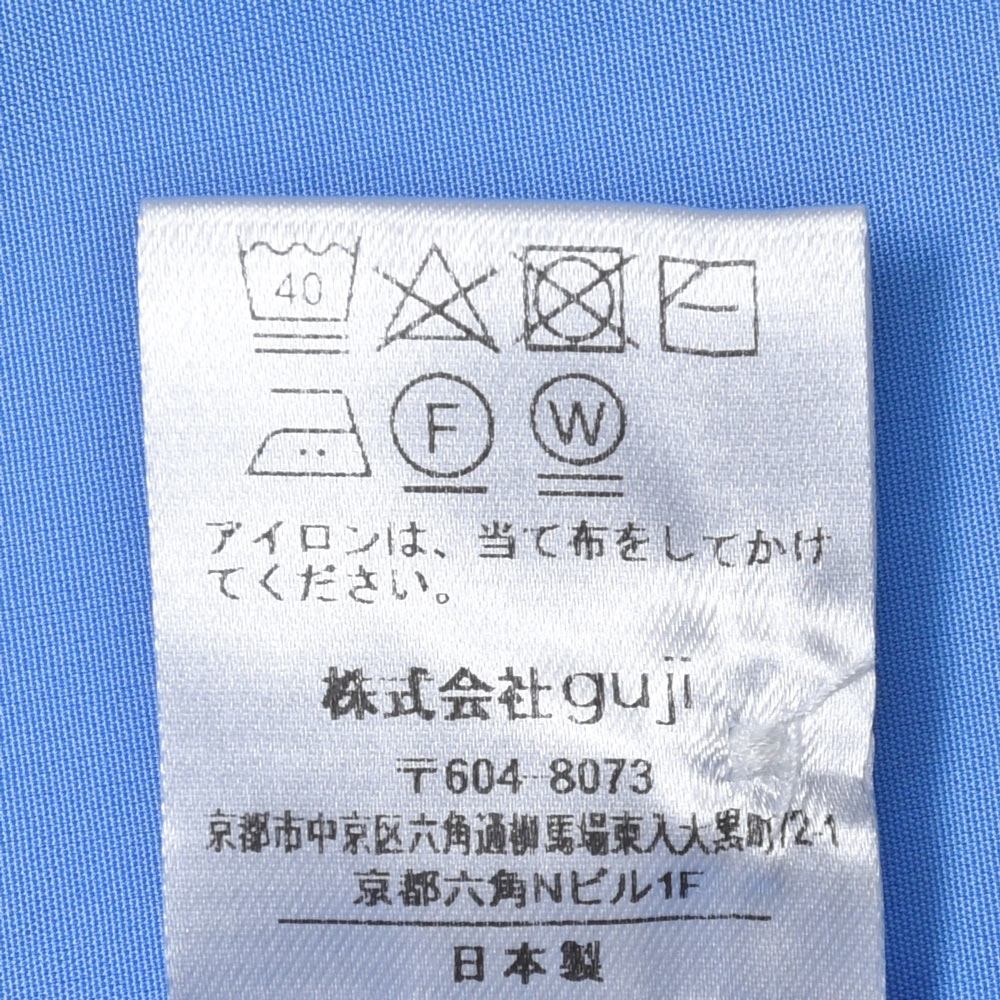 40
F W
アイロンは、当て布をしてかけ
てください。
株式会社guji
〒604-8073
京都市中京区六角通柳馬場東入大黒町72-1
京都六角Nビル1F
日本製